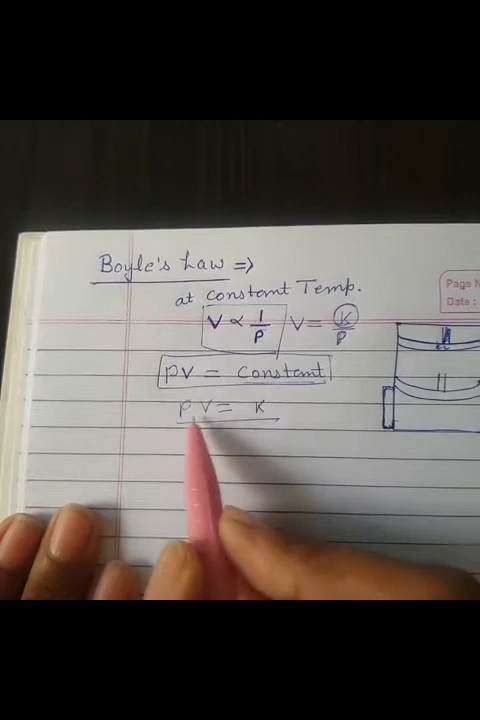 Boyle's Law ⇒
at constant Temp.
V ∝ 1/P V = K/P
PV = constant
PV = K
Page N
Date :